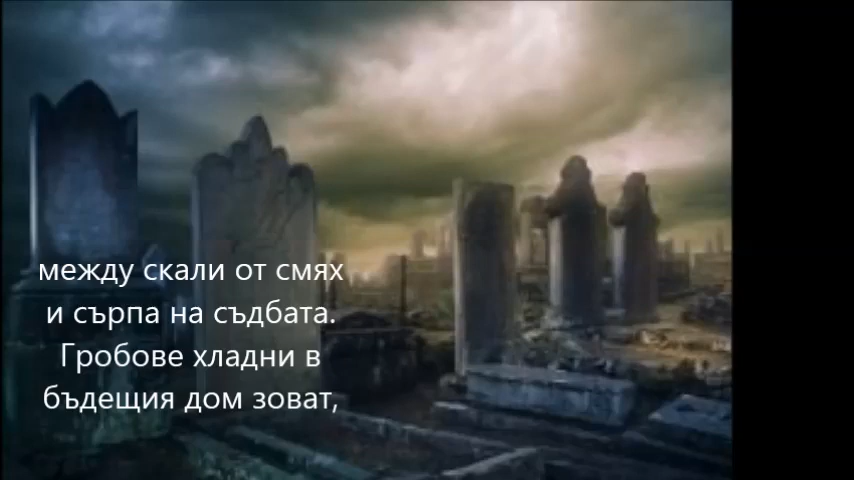 между скали от смях
и сърпа на съдбата.
Гробове хладни в
бъдещия дом зоват,